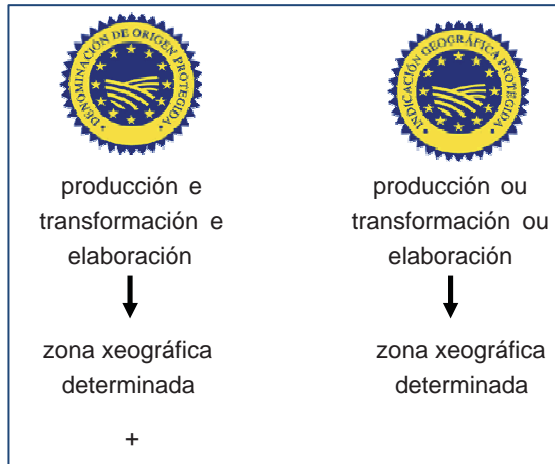 DENOMINACIÓN DE ORIGEN PROTEGIDA
producción e
transformación e
elaboración
zona xeográfica
determinada
+
INDICACIÓN GEOGRÁFICA PROTEGIDA
producción ou
transformación ou
elaboración
zona xeográfica
determinada